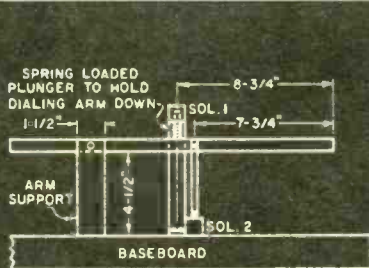 8-3/4"
SPRING LOADED
PLUNGER TO HOLD
DIALING ARM DOWN
SOL. 1
1-1/2"
7-3/4"
4-1/2"
ARM
SUPPORT
SOL. 2
BASEBOARD